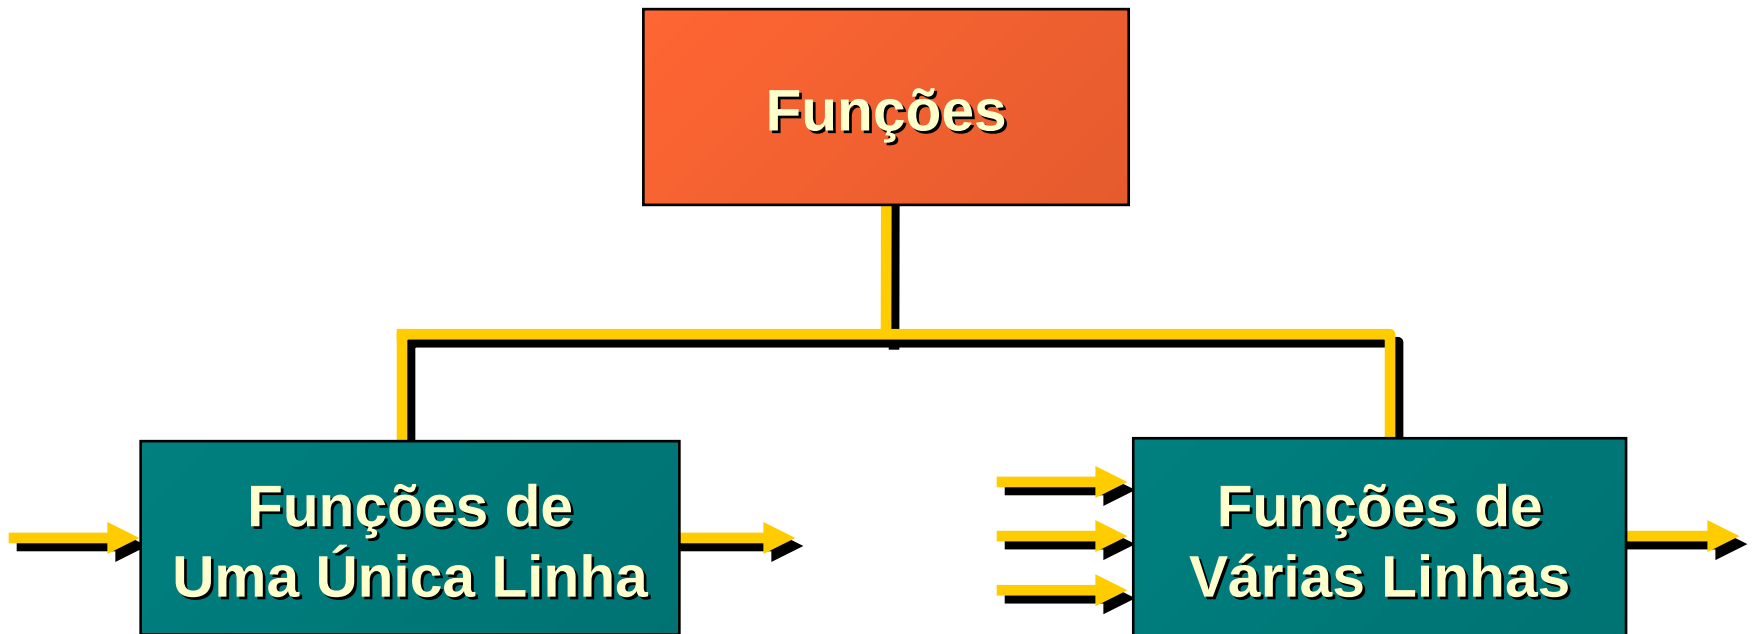 Funções
Funções de
Uma Única Linha
Funções de
Várias Linhas